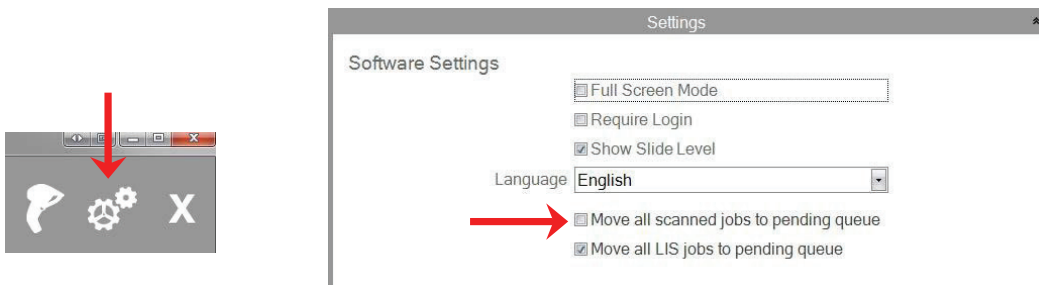 Settings
Software Settings
Full Screen Mode
Require Login
Show Slide Level
Language English
Move all scanned jobs to pending queue
Move all LIS jobs to pending queue
X